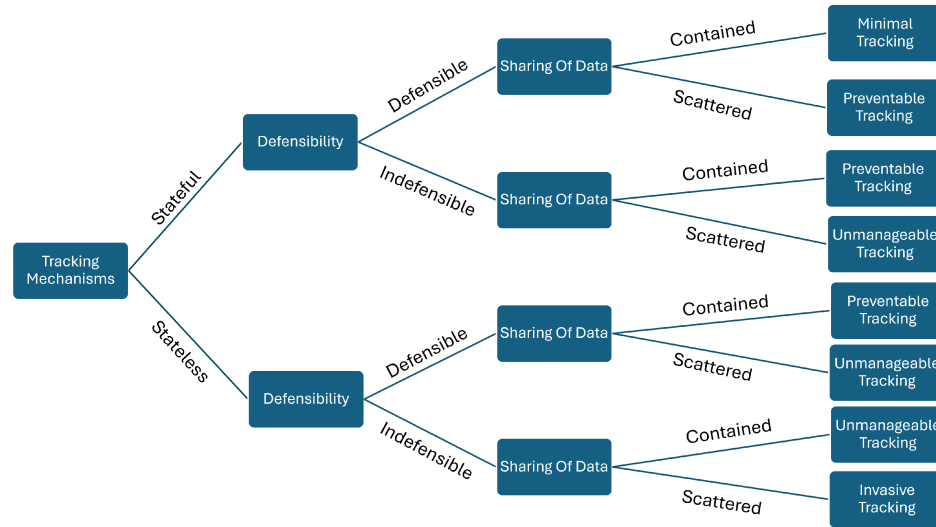 Tracking
Mechanisms
Stateful
Stateless
Defensibility
Defensible
Indefensible
Defensibility
Defensible
Indefensible
Sharing Of Data
Contained
Scattered
Sharing Of Data
Contained
Scattered
Sharing Of Data
Contained
Scattered
Sharing Of Data
Contained
Scattered
Minimal
Tracking
Preventable
Tracking
Preventable
Tracking
Unmanageable
Tracking
Preventable
Tracking
Unmanageable
Tracking
Unmanageable
Tracking
Invasive
Tracking